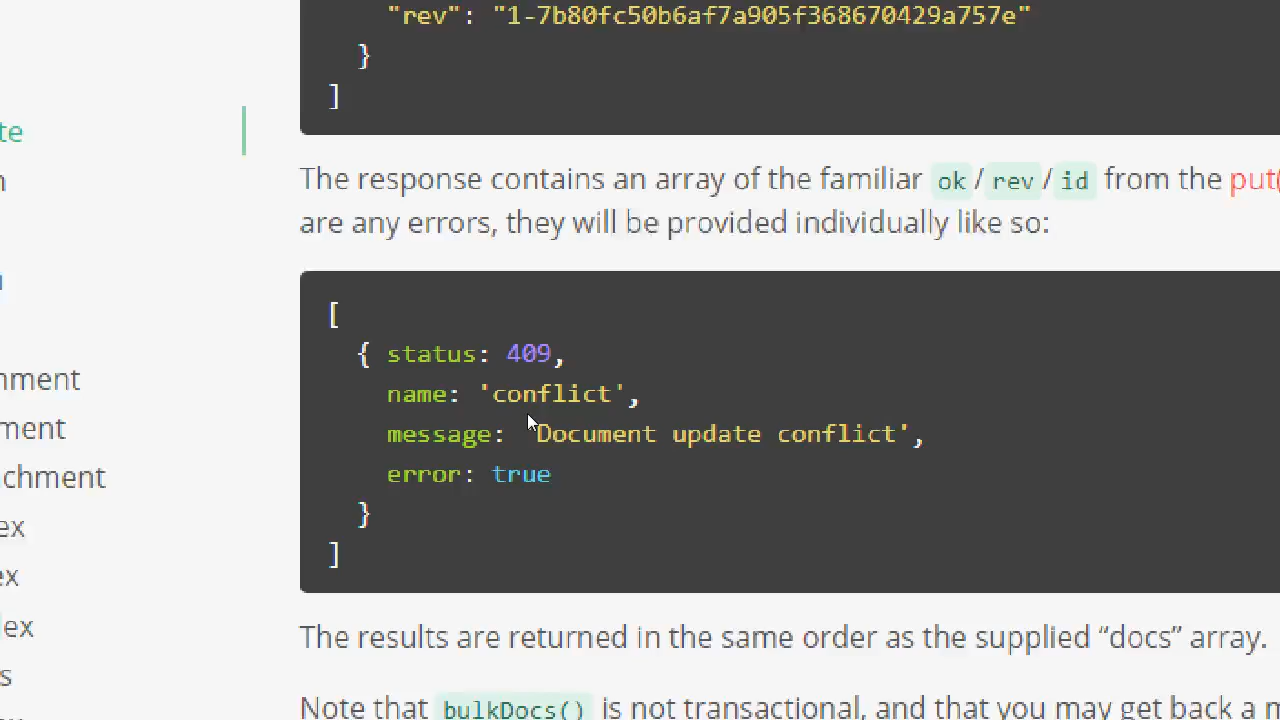 "rev": "1-7b80fc50b6af7a905f368670429a757e"
}
]
The response contains an array of the familiar ok/rev/id from the put(
are any errors, they will be provided individually like so:
[
{ status: 409,
name: 'conflict',
message: 'Document update conflict',
error: true
}
]
The results are returned in the same order as the supplied “docs” array.
Note that bulkDocs() is not transactional, and that you may get back a
te
nment
ment
chment
ex
ex
lex
s